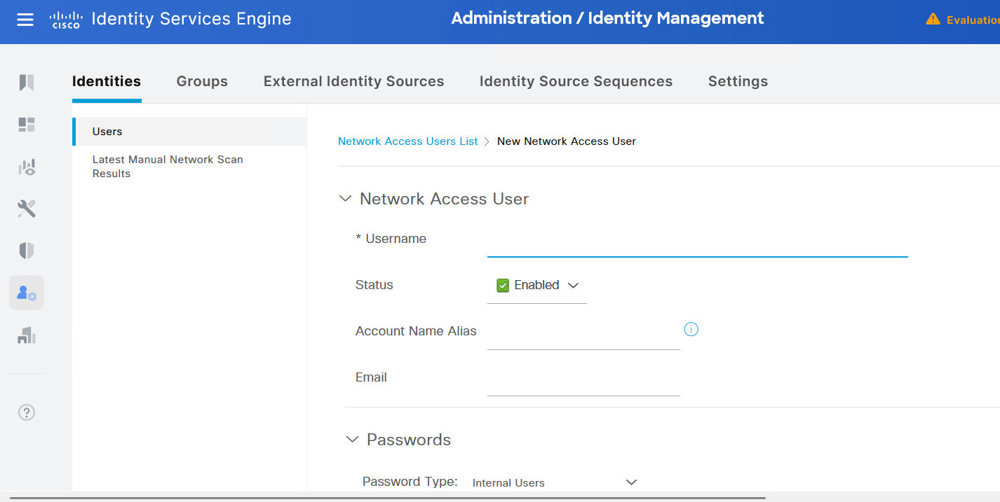 cisco Identity Services Engine
Administration / Identity Management
Evaluation
Identities
Groups
External Identity Sources
Identity Source Sequences
Settings
Users
Latest Manual Network Scan
Results
Network Access Users List > New Network Access User
Network Access User
* Username
Status
Enabled
Account Name Alias
Email
Passwords
Password Type:
Internal Users